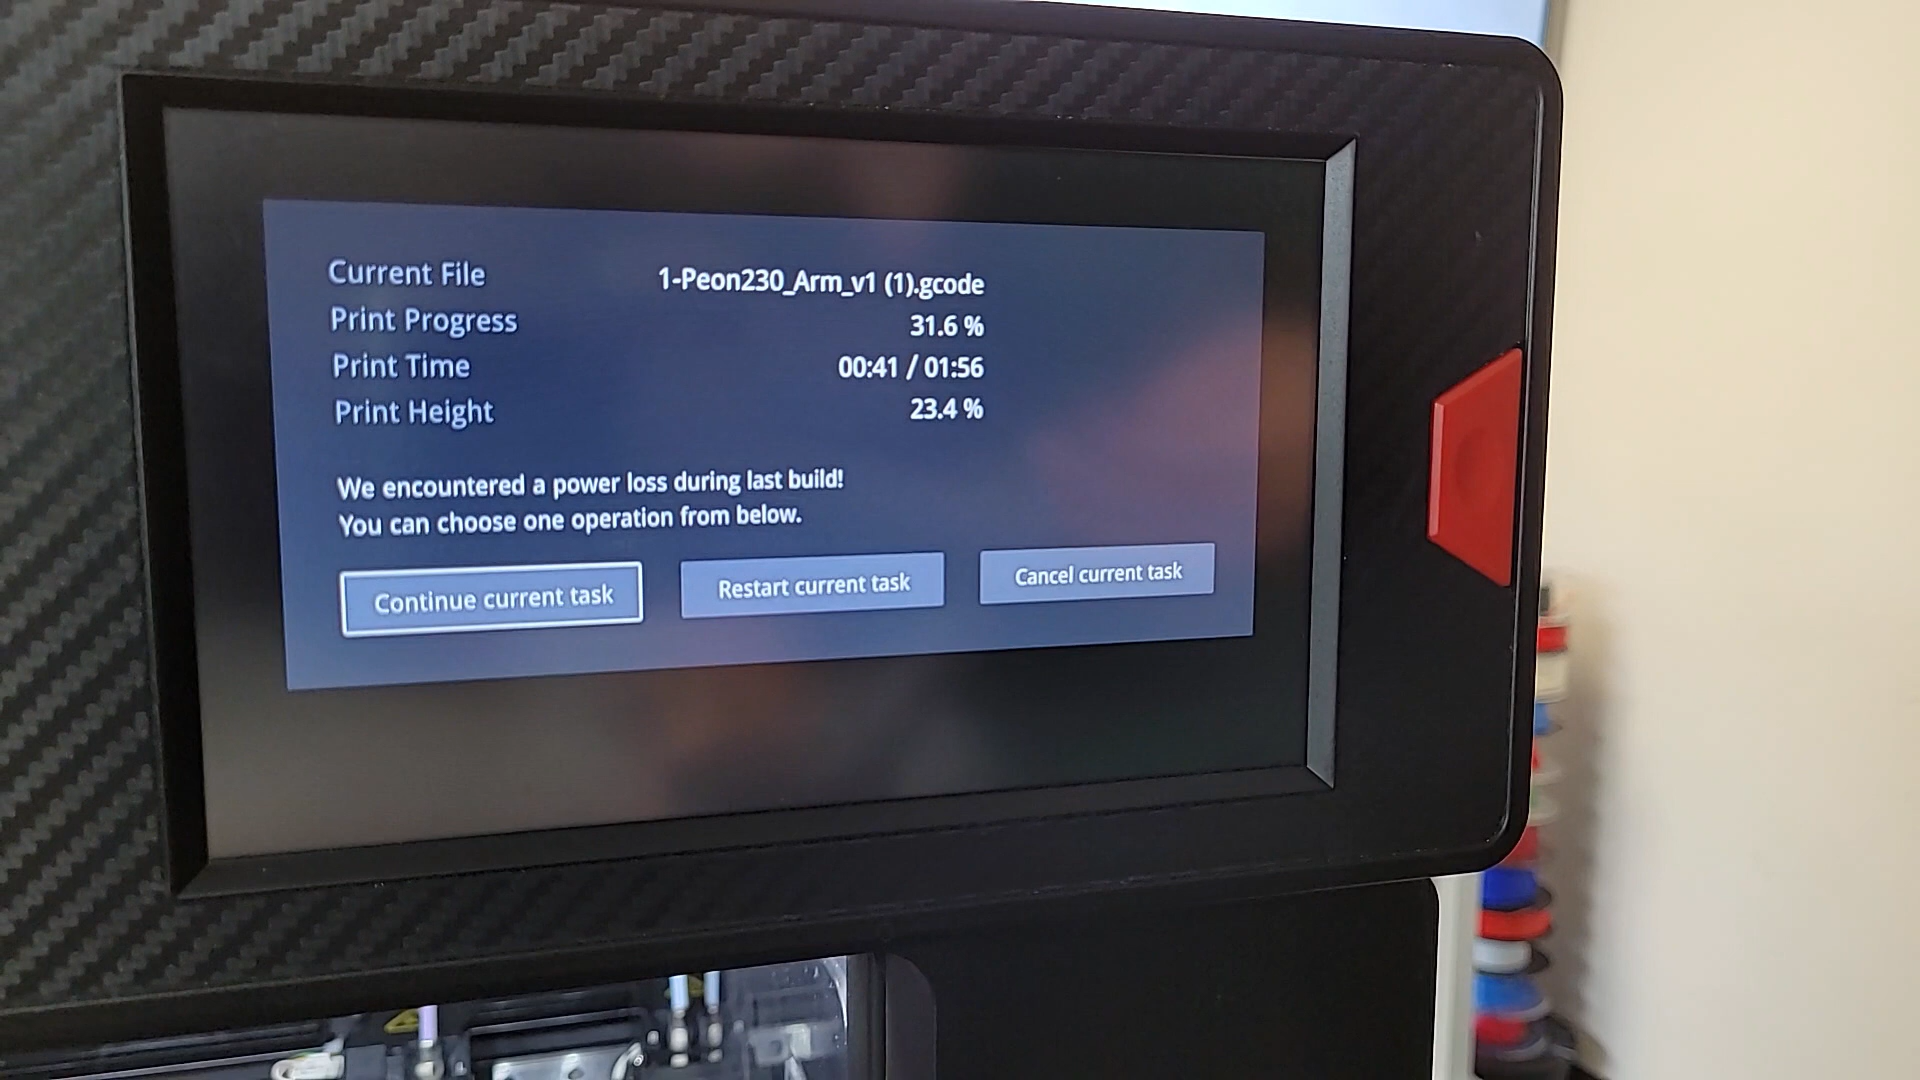 Current File 1-Peon230_Arm_v1 (1).gcode
Print Progress 31.6 %
Print Time 00:41 / 01:56
Print Height 23.4 %
We encountered a power loss during last build!
You can choose one operation from below.
Continue current task Restart current task Cancel current task